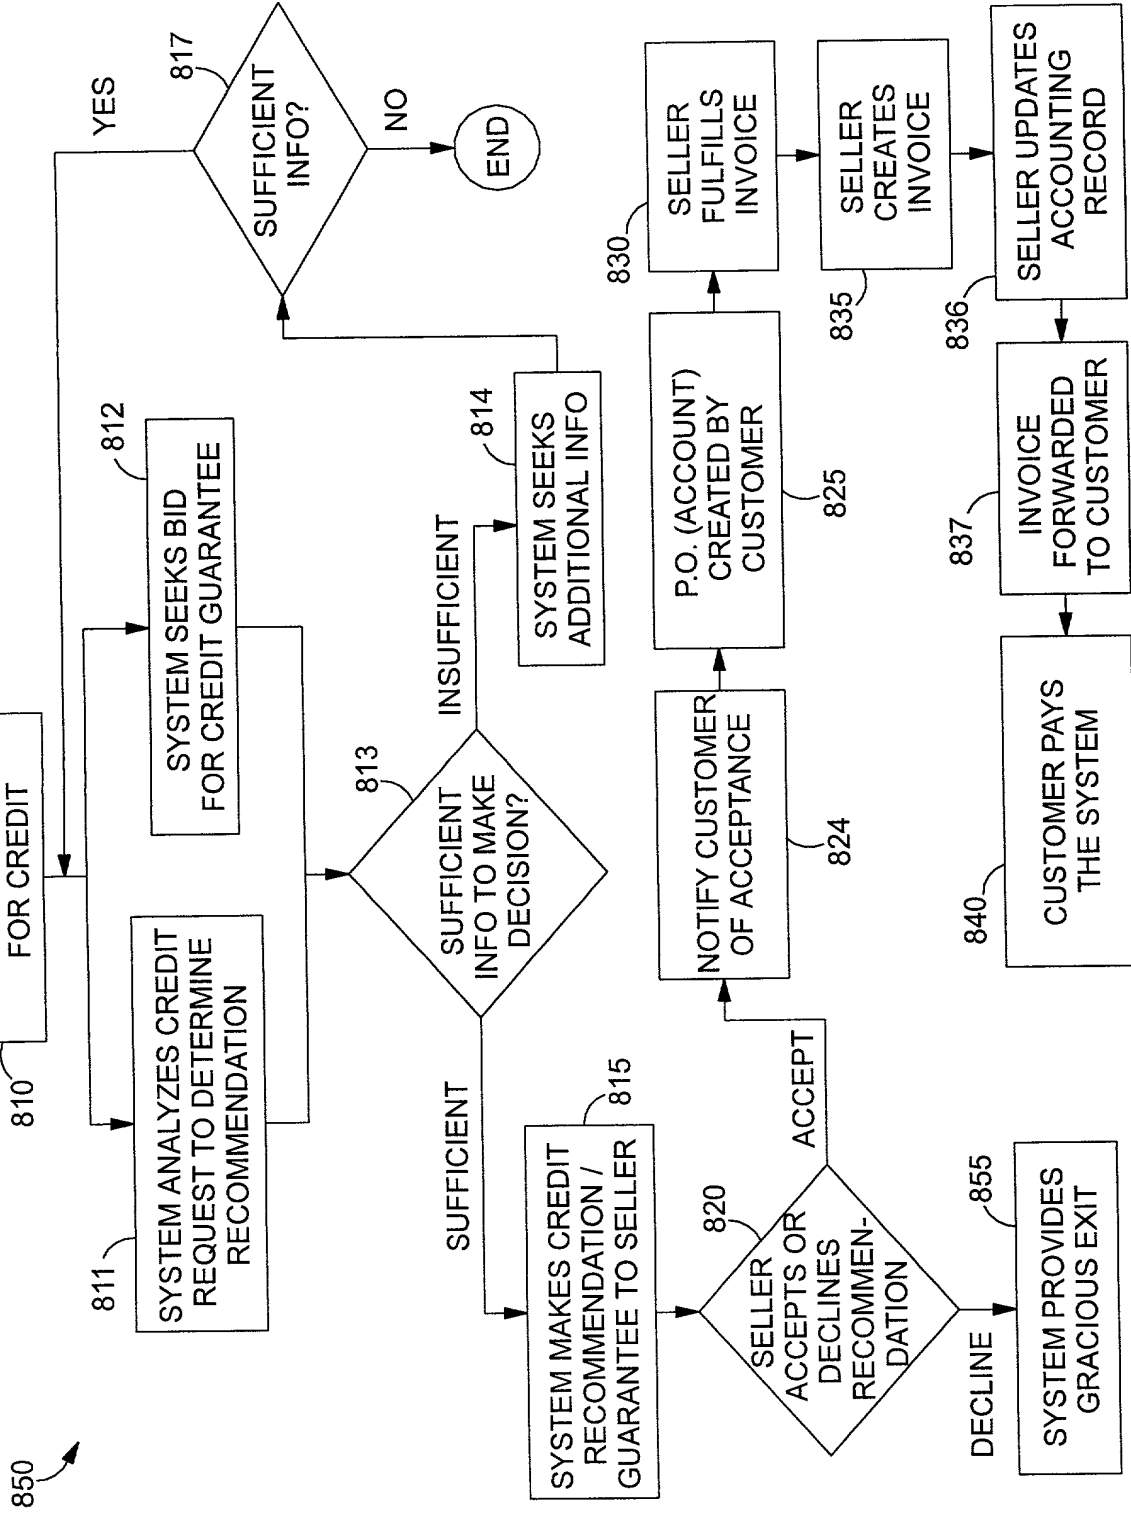 850
810
FOR CREDIT
811
SYSTEM ANALYZES CREDIT
REQUEST TO DETERMINE
RECOMMENDATION
812
SYSTEM SEEKS BID
FOR CREDIT GUARANTEE
YES
817
SUFFICIENT
INFO?
NO
END
813
SUFFICIENT
INFO TO MAKE
DECISION?
INSUFFICIENT
814
SYSTEM SEEKS
ADDITIONAL INFO
SUFFICIENT
815
SYSTEM MAKES CREDIT
RECOMMENDATION /
GUARANTEE TO SELLER
820
SELLER
ACCEPTS OR
DECLINES
RECOMMEN-
DATION
ACCEPT
DECLINE
855
SYSTEM PROVIDES
GRACIOUS EXIT
NOTIFY CUSTOMER
OF ACCEPTANCE
824
P.O. (ACCOUNT)
CREATED BY
CUSTOMER
825
830
SELLER
FULFILLS
INVOICE
835
SELLER
CREATES
INVOICE
836
SELLER UPDATES
ACCOUNTING
RECORD
837
INVOICE
FORWARDED
TO CUSTOMER
840
CUSTOMER PAYS
THE SYSTEM